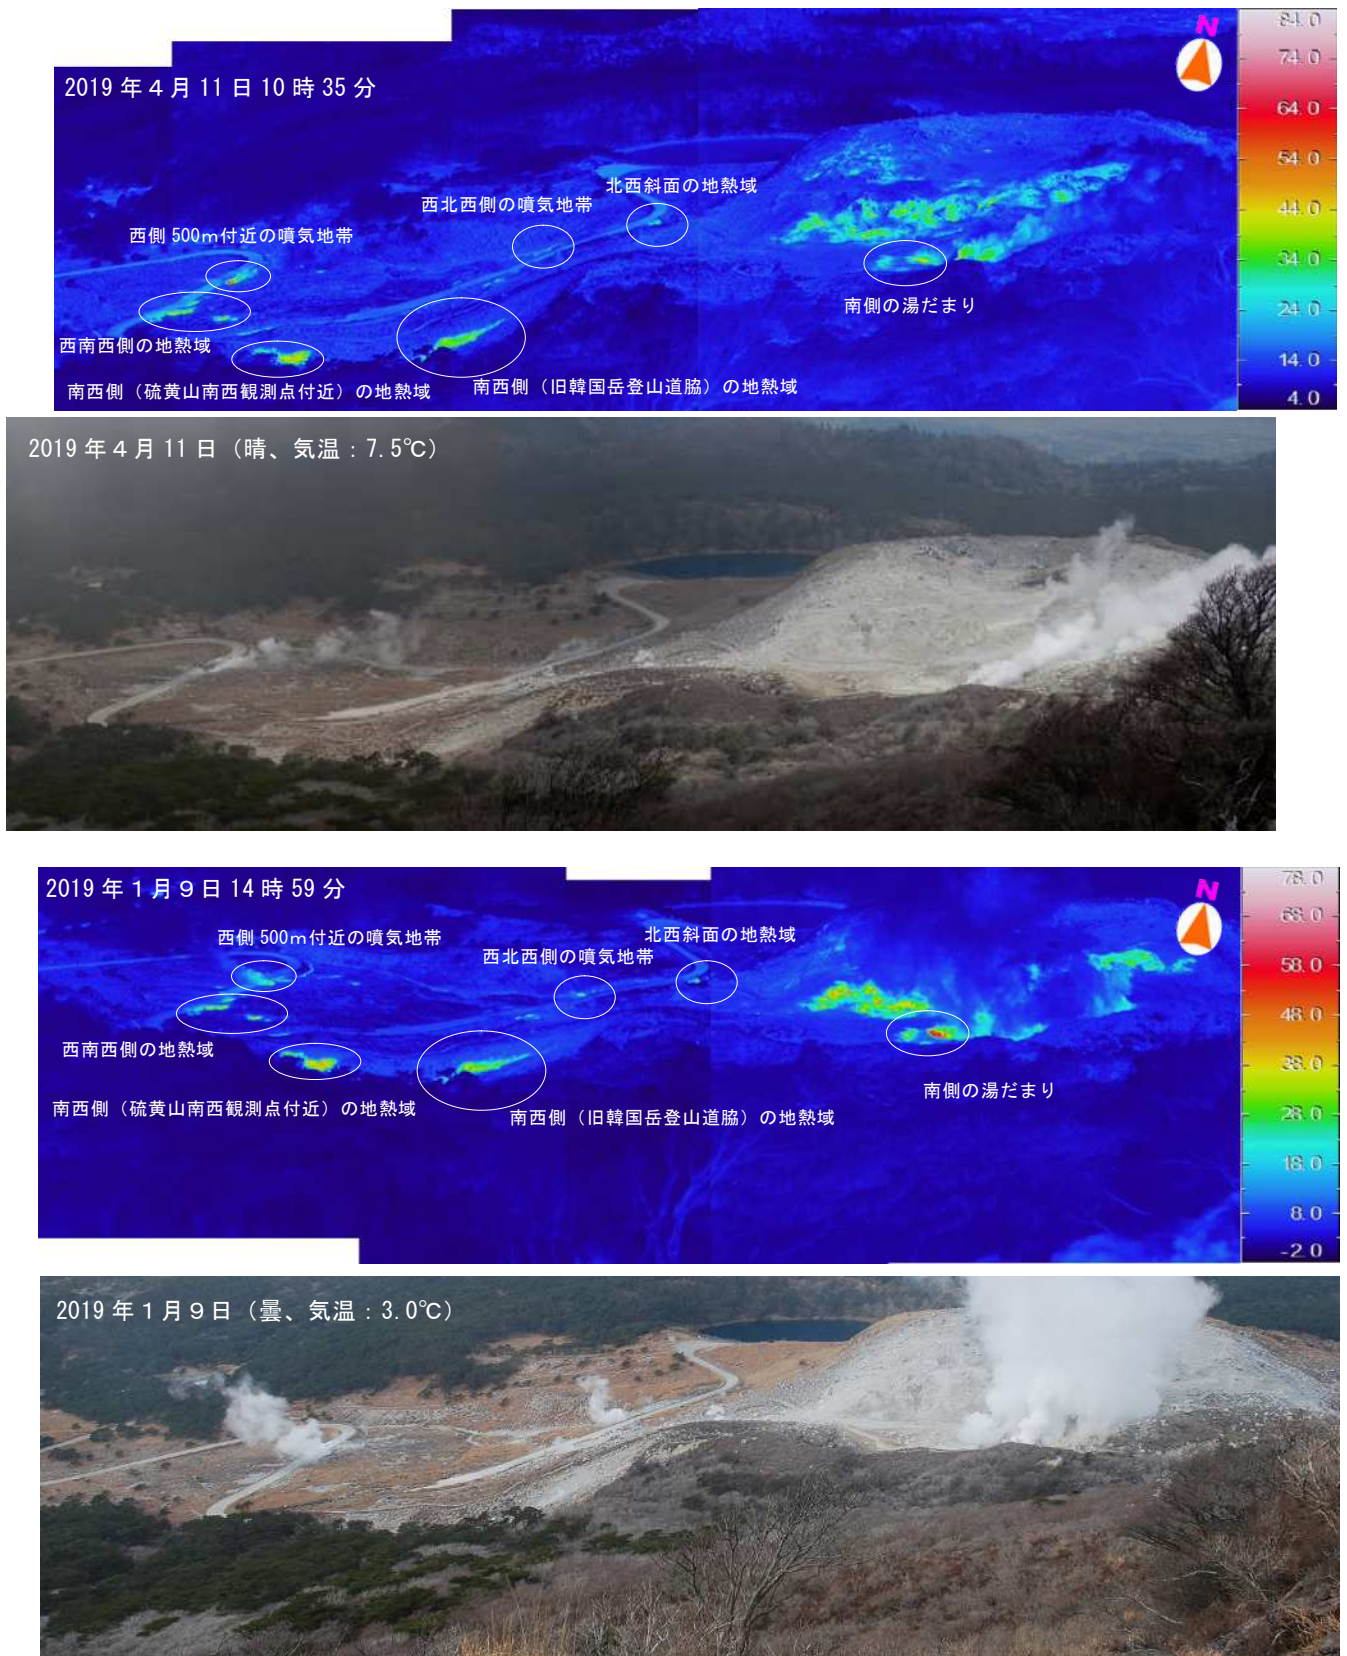 2019年4月11日10時35分
N
84.0
74.0
64.0
54.0
44.0
34.0
24.0
14.0
4.0
北西斜面の地熱域
西北西側の噴気地帯
西側500m付近の噴気地帯
南側の湯だまり
西南西側の地熱域
南西側（硫黄山南西観測点付近）の地熱域
南西側（旧韓国岳登山道脇）の地熱域
2019年4月11日（晴、気温：7.5℃）
2019年1月9日14時59分
N
78.0
68.0
58.0
48.0
38.0
28.0
18.0
8.0
-2.0
西側500m付近の噴気地帯
北西斜面の地熱域
西北西側の噴気地帯
西南西側の地熱域
南側の湯だまり
南西側（硫黄山南西観測点付近）の地熱域
南西側（旧韓国岳登山道脇）の地熱域
2019年1月9日（曇、気温：3.0℃）